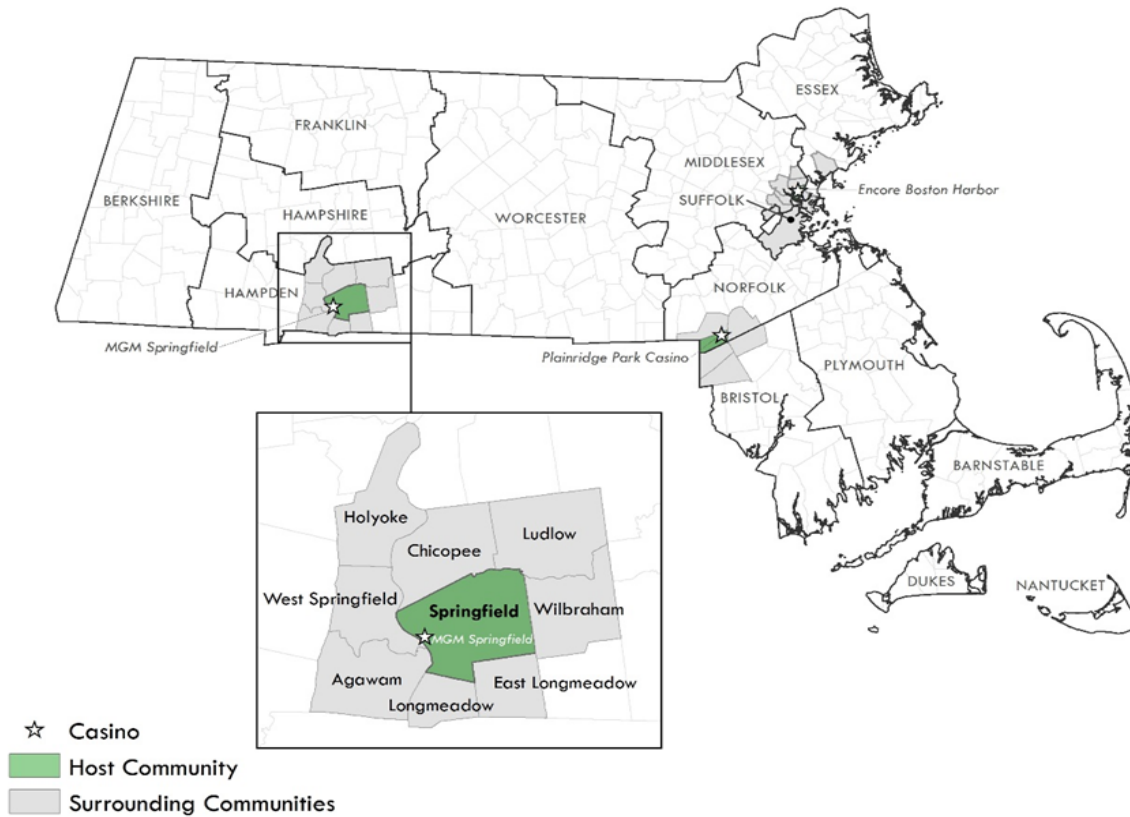 ESSEX
FRANKLIN
MIDDLESEX
BERKSHIRE
SUFFOLK
Encore Boston Harbor
HAMPSHIRE
WORCESTER
NORFOLK
HAMPDEN
MGM Springfield
Plainridge Park Casino
PLYMOUTH
BRISTOL
BARNSTABLE
DUKES
NANTUCKET
Holyoke
Chicopee
Ludlow
West Springfield
Springfield
Wilbraham
MGM Springfield
Agawam
East Longmeadow
Longmeadow
Casino
Host Community
Surrounding Communities